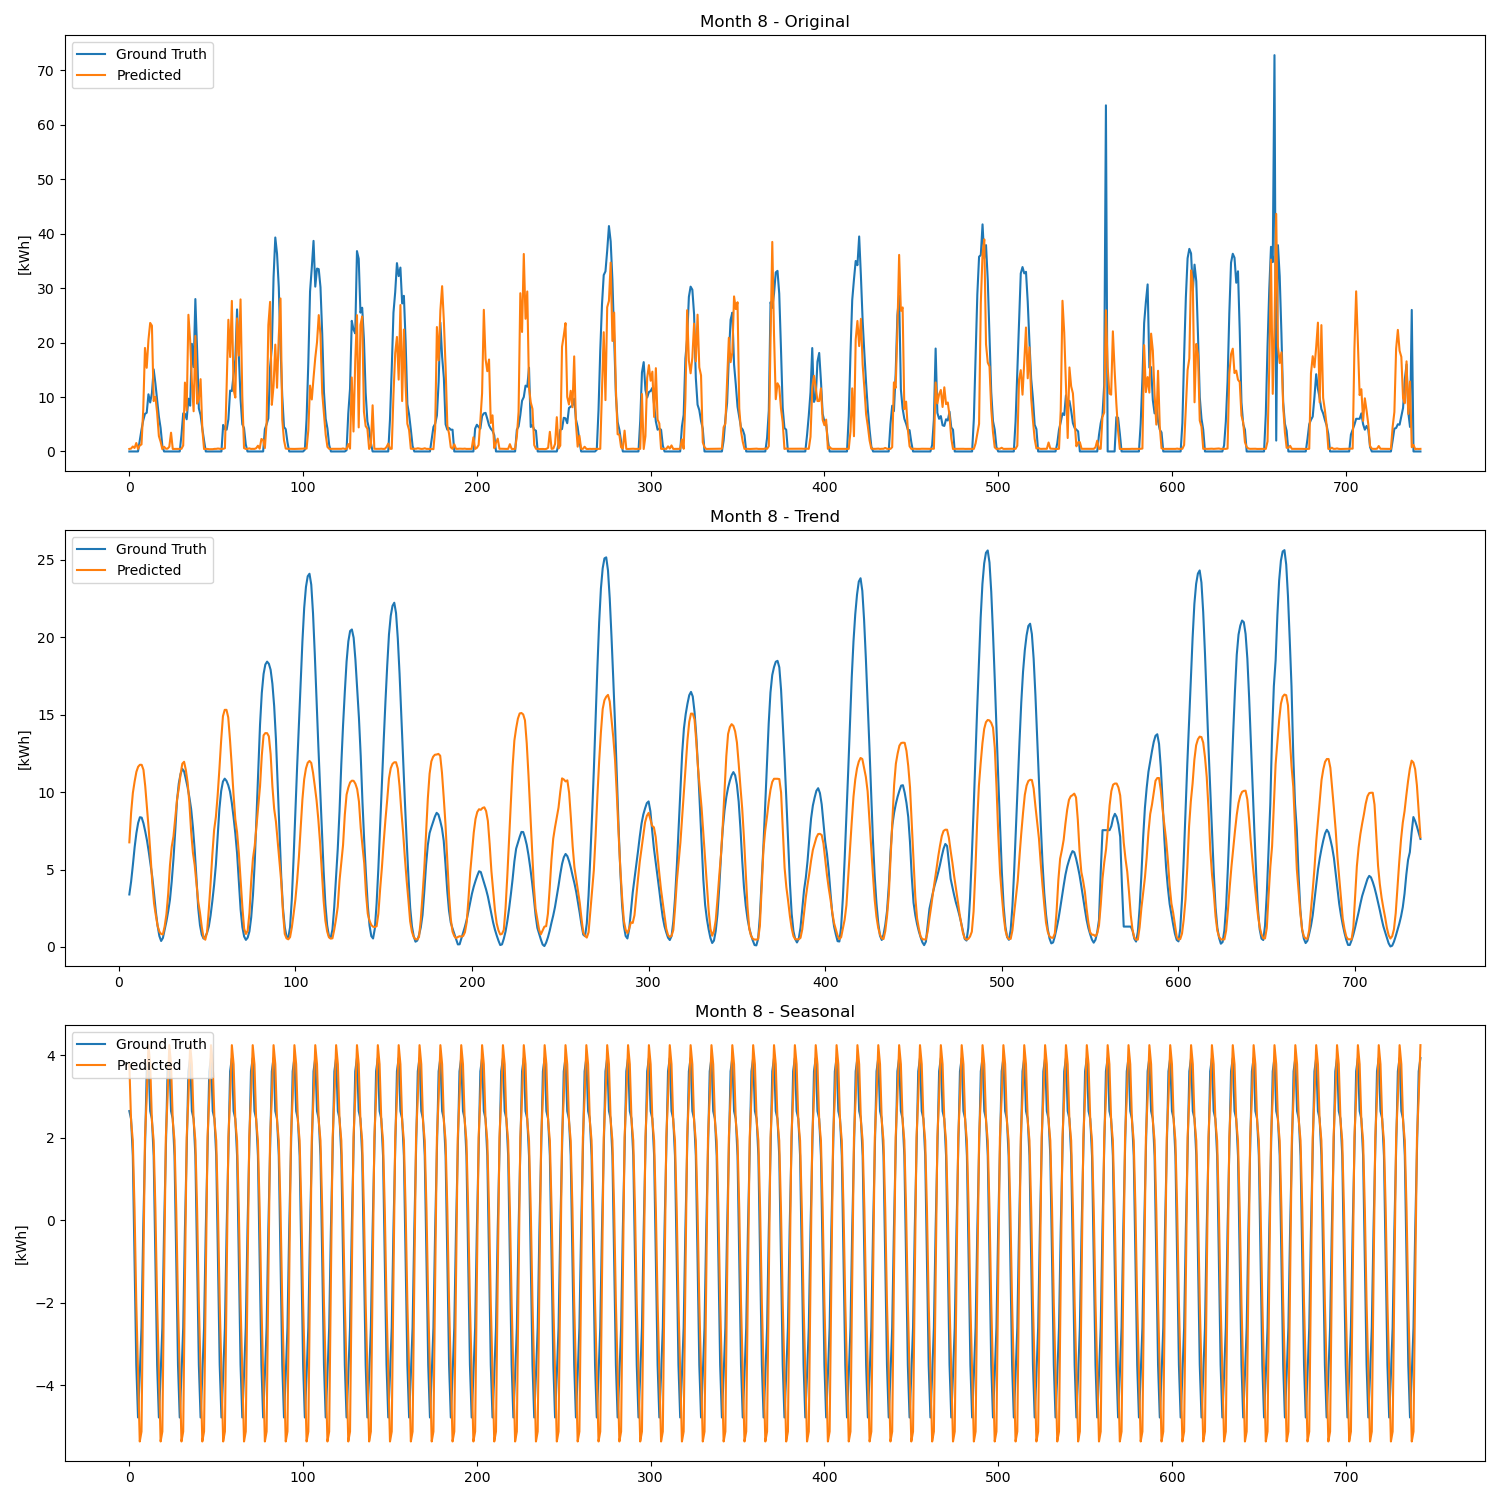 Month 8 - Original
Ground Truth
Predicted
[kWh]
70
60
50
40
30
20
10
0
0 100 200 300 400 500 600 700
Month 8 - Trend
Ground Truth
Predicted
[kWh]
25
20
15
10
5
0
0 100 200 300 400 500 600 700
Month 8 - Seasonal
Ground Truth
Predicted
[kWh]
4
2
0
−2
−4
0 100 200 300 400 500 600 700